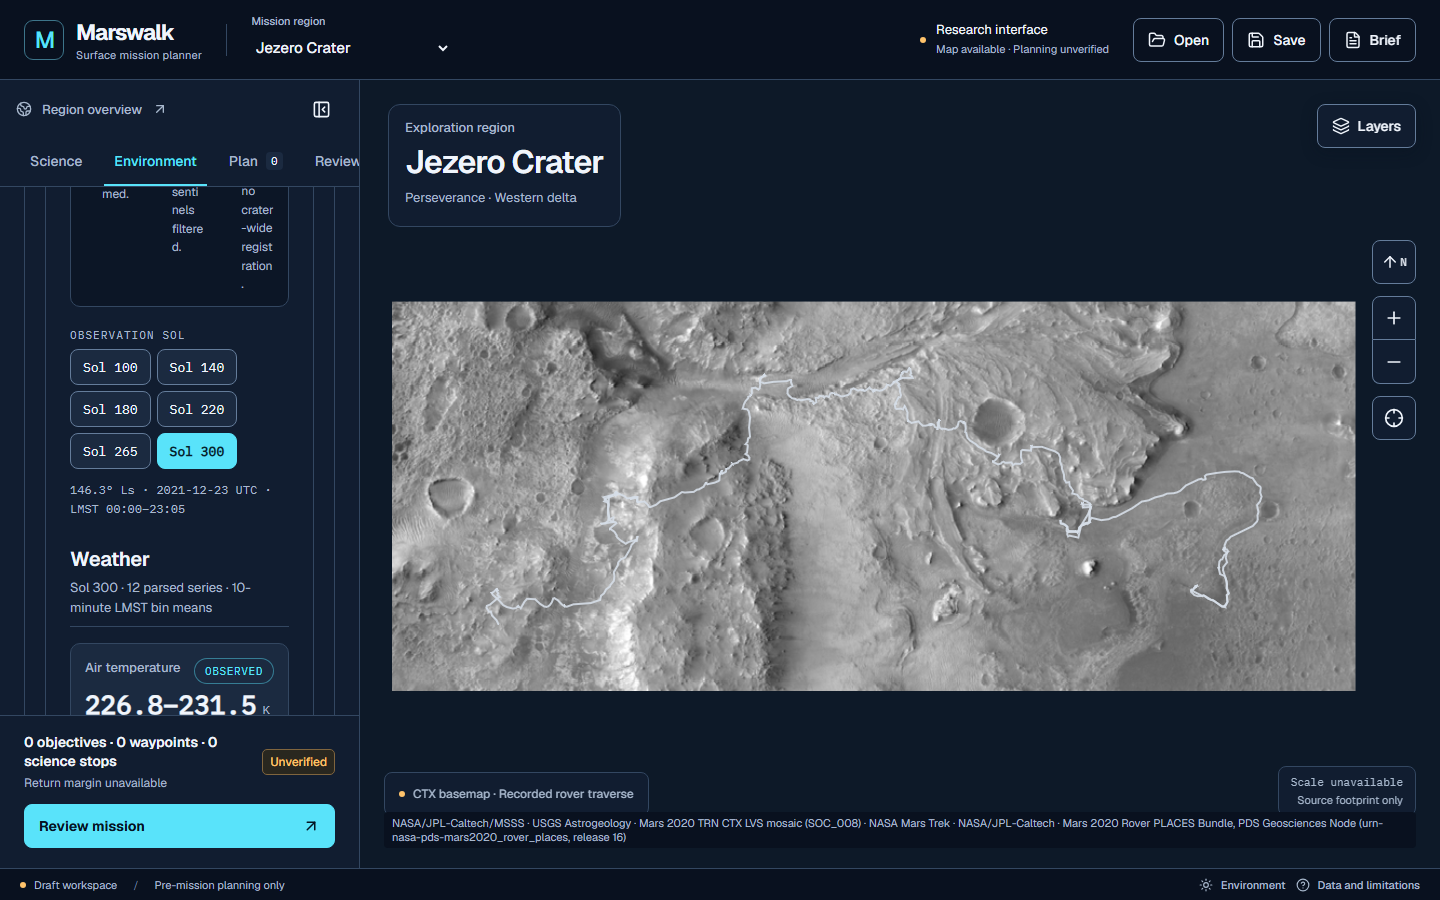 M
Marswalk
Surface mission planner
Mission region
Jezero Crater
Research interface
Map available · Planning unverified
Open
Save
Brief
Region overview
Science
Environment
Plan 0
Review
med.
senti
nels
filtere
d.
no
crater
-wide
regist
ration
.
OBSERVATION SOL
Sol 100
Sol 140
Sol 180
Sol 220
Sol 265
Sol 300
146.3° Ls · 2021-12-23 UTC ·
LMST 00:00–23:05
Weather
Sol 300 · 12 parsed series · 10-
minute LMST bin means
Air temperature
OBSERVED
226.8–231.5 K
0 objectives · 0 waypoints · 0
science stops
Return margin unavailable
Unverified
Review mission
Exploration region
Jezero Crater
Perseverance · Western delta
Layers
N
CTX basemap · Recorded rover traverse
Scale unavailable
Source footprint only
NASA/JPL-Caltech/MSSS · USGS Astrogeology · Mars 2020 TRN CTX LVS mosaic (SOC_008) · NASA Mars Trek · NASA/JPL-Caltech · Mars 2020 Rover PLACES Bundle, PDS Geosciences Node (urn-
nasa-pds-mars2020_rover_places, release 16)
Draft workspace / Pre-mission planning only
Environment
Data and limitations